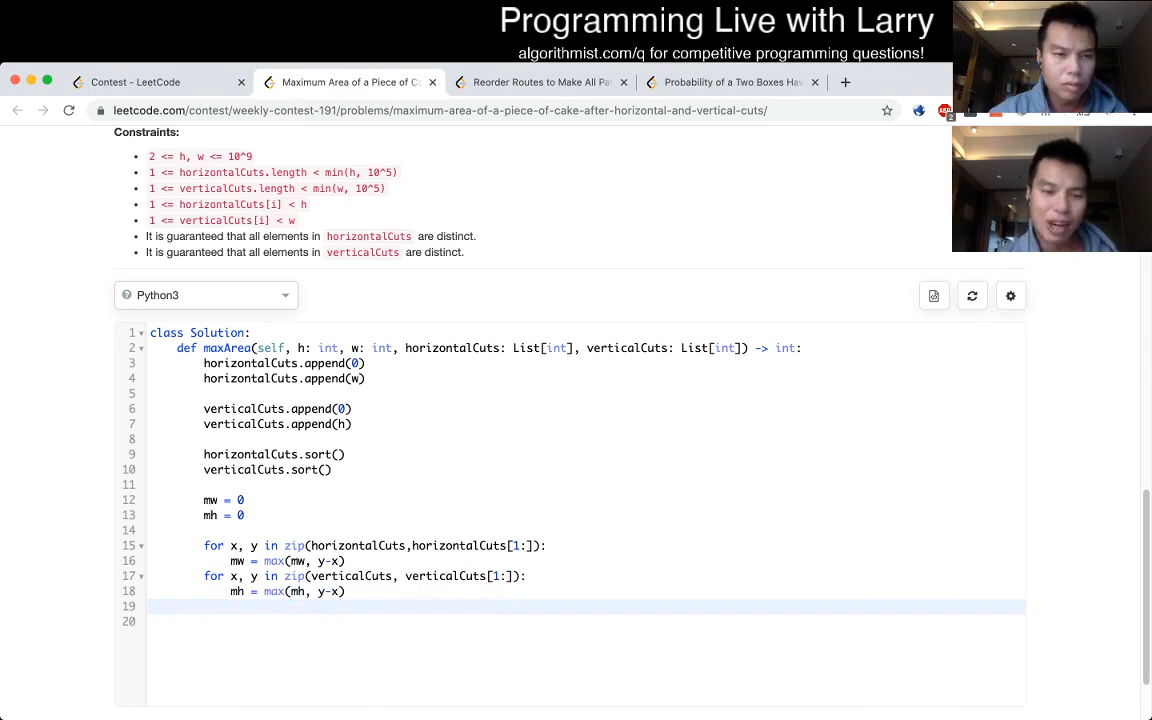 Programming Live with Larry
algorithmist.com/q for competitive programming questions!
Contest - LeetCode
Maximum Area of a Piece of Ca
Reorder Routes to Make All Pa
Probability of a Two Boxes Hav
leetcode.com/contest/weekly-contest-191/problems/maximum-area-of-a-piece-of-cake-after-horizontal-and-vertical-cuts/
Constraints:
2 <= h, w <= 10^9
1 <= horizontalCuts.length < min(h, 10^5)
1 <= verticalCuts.length < min(w, 10^5)
1 <= horizontalCuts[i] < h
1 <= verticalCuts[i] < w
It is guaranteed that all elements in horizontalCuts are distinct.
It is guaranteed that all elements in verticalCuts are distinct.
Python3
1 class Solution:
2 def maxArea(self, h: int, w: int, horizontalCuts: List[int], verticalCuts: List[int]) -> int:
3 horizontalCuts.append(0)
4 horizontalCuts.append(w)
5
6 verticalCuts.append(0)
7 verticalCuts.append(h)
8
9 horizontalCuts.sort()
10 verticalCuts.sort()
11
12 mw = 0
13 mh = 0
14
15 for x, y in zip(horizontalCuts,horizontalCuts[1:]):
16 mw = max(mw, y-x)
17 for x, y in zip(verticalCuts, verticalCuts[1:]):
18 mh = max(mh, y-x)
19
20